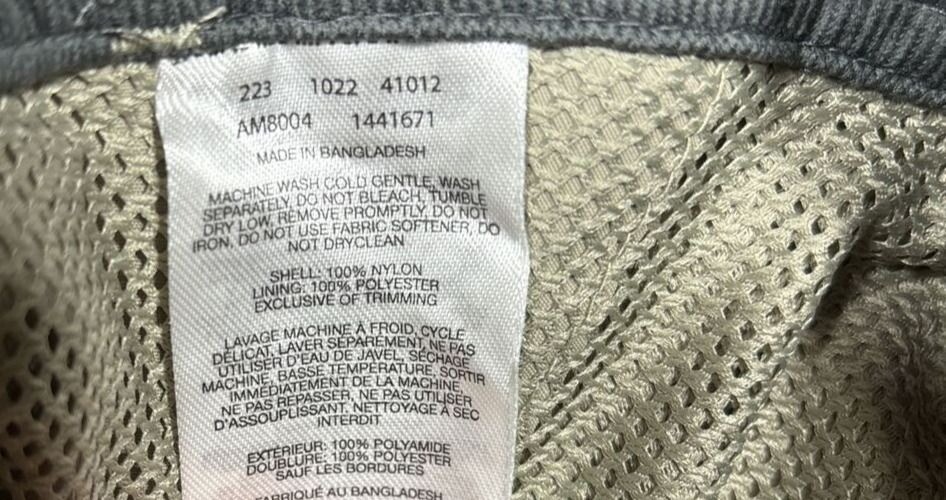 223 1022 41012
AM8004 1441671
MADE IN BANGLADESH
MACHINE WASH COLD GENTLE, WASH
SEPARATELY, DO NOT BLEACH, TUMBLE
DRY LOW, REMOVE PROMPTLY, DO NOT
IRON, DO NOT USE FABRIC SOFTENER, DO
NOT DRYCLEAN
SHELL: 100% NYLON
LINING: 100% POLYESTER
EXCLUSIVE OF TRIMMING
LAVAGE MACHINE À FROID, CYCLE
DÉLICAT, LAVER SÉPARÉMENT, NE PAS
UTILISER D'EAU DE JAVEL, SÉCHAGE
MACHINE, BASSE TEMPÉRATURE, SORTIR
IMMÉDIATEMENT DE LA MACHINE,
NE PAS REPASSER, NE PAS UTILISER
D'ASSOUPLISSANT, NETTOYAGE À SEC
INTERDIT
EXTÉRIEUR: 100% POLYAMIDE
DOUBLURE: 100% POLYESTER
SAUF LES BORDURES
FABRIQUÉ AU BANGLADESH